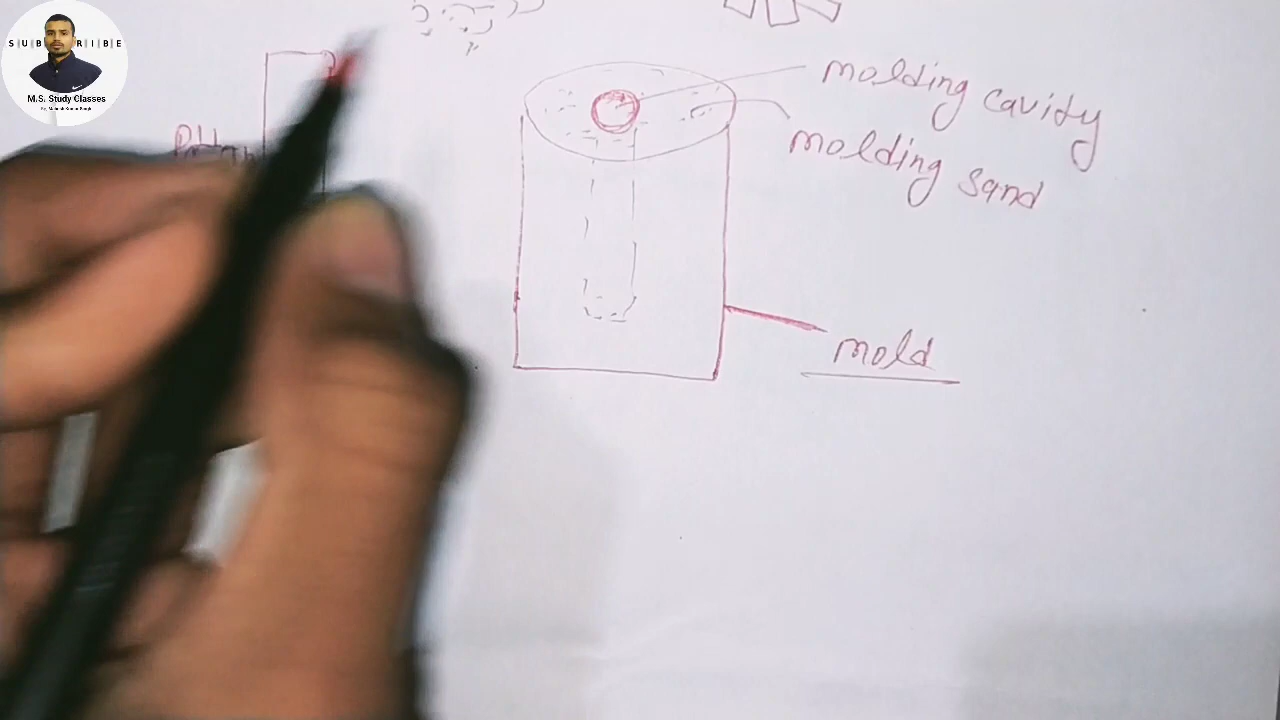 SUBSCRIBE
M.S. Study Classes
molding cavity
molding sand
mold